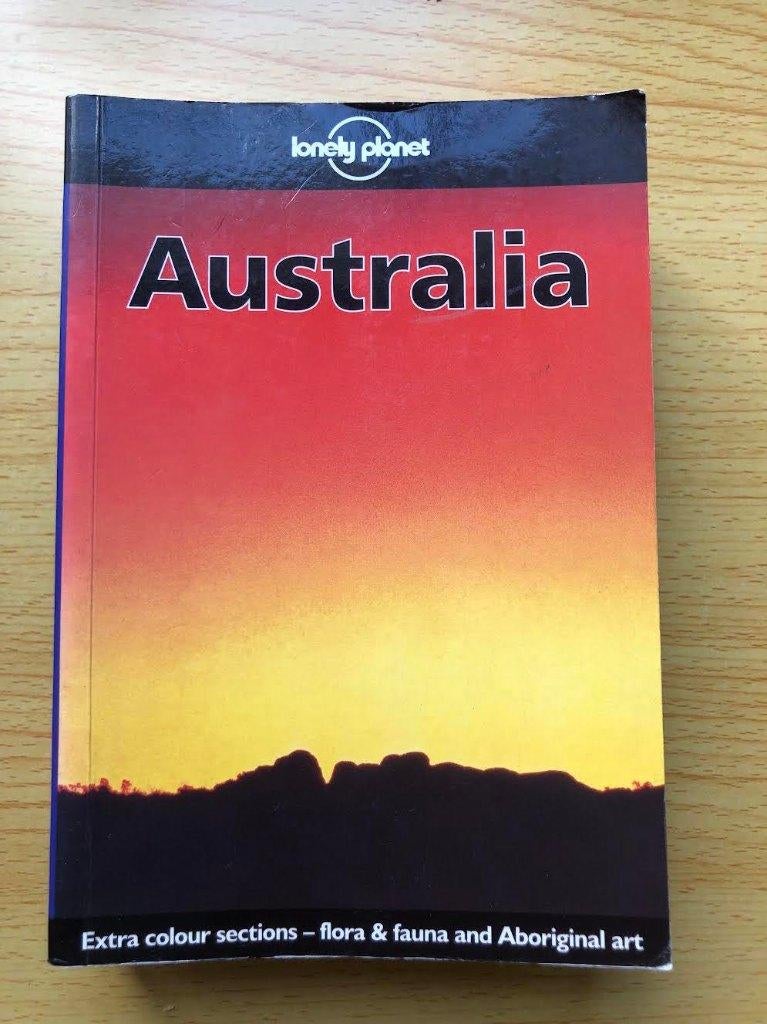 lonely planet
Australia
Extra colour sections – flora & fauna and Aboriginal art